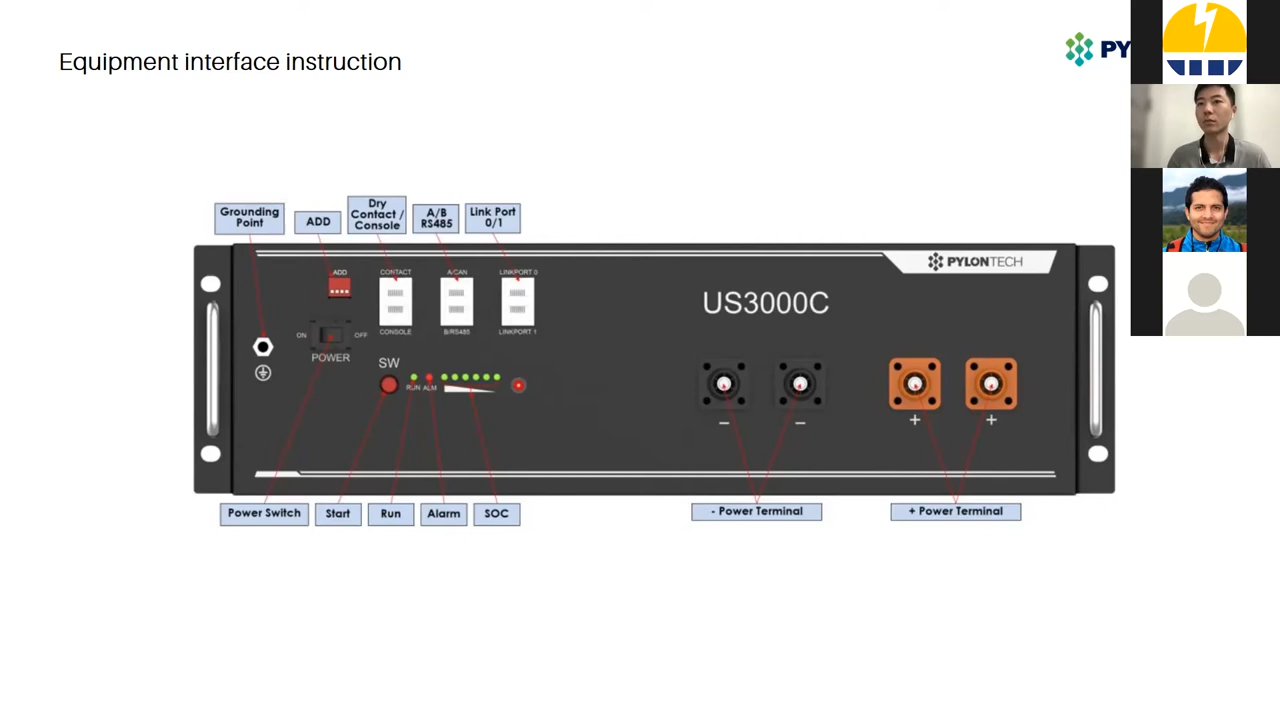 Equipment interface instruction
PY
Grounding
Point
ADD
Dry
Contact /
Console
A/B
RS485
Link Port
0/1
PYLONTECH
ADD
CONTACT
A/CAN
LINKPORT 0
US3000C
ON
OFF
CONSOLE
B/RS485
LINKPORT 1
POWER
SW
RUN
ALM
−
−
+
+
Power Switch
Start
Run
Alarm
SOC
- Power Terminal
+ Power Terminal